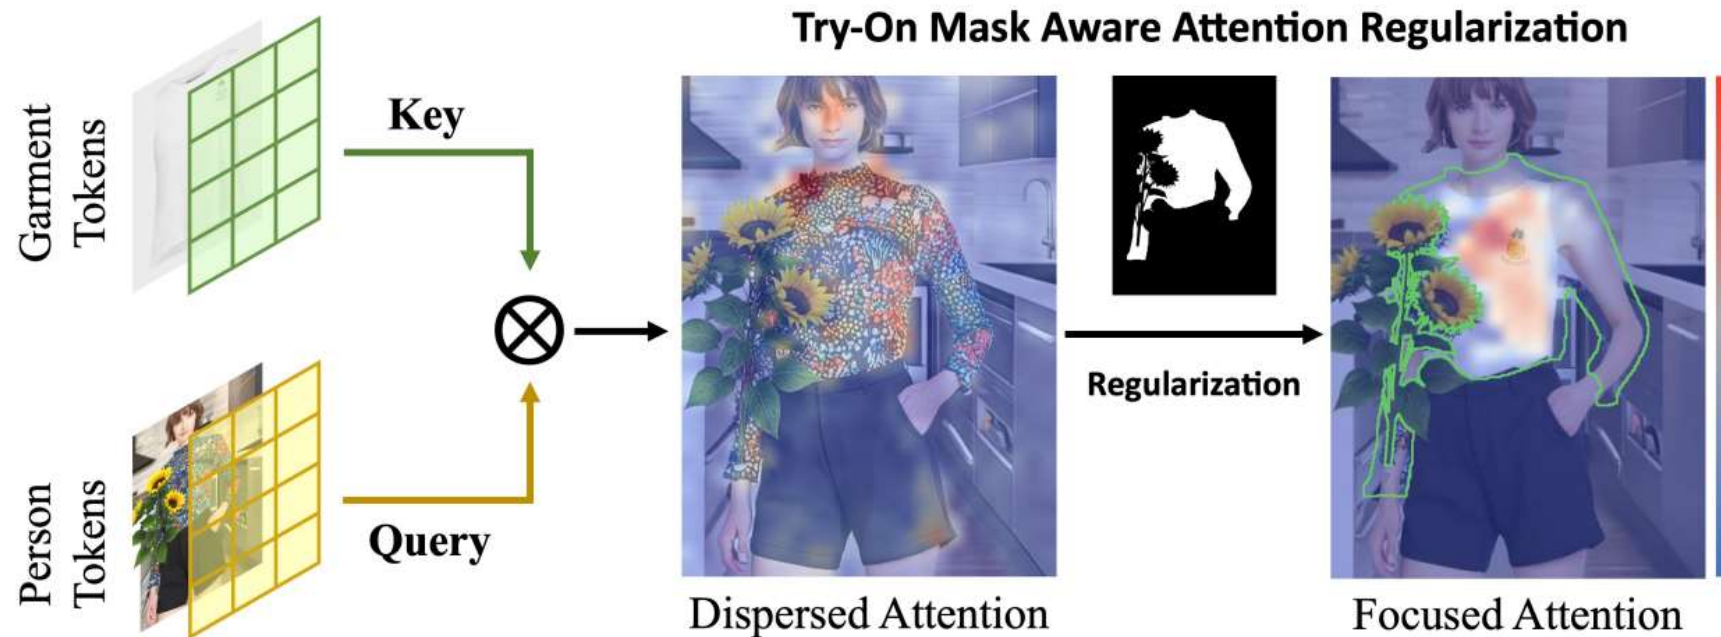 Try-On Mask Aware Attention Regularization
Garment
Tokens
Key
Person
Tokens
Query
Regularization
Dispersed Attention
Focused Attention